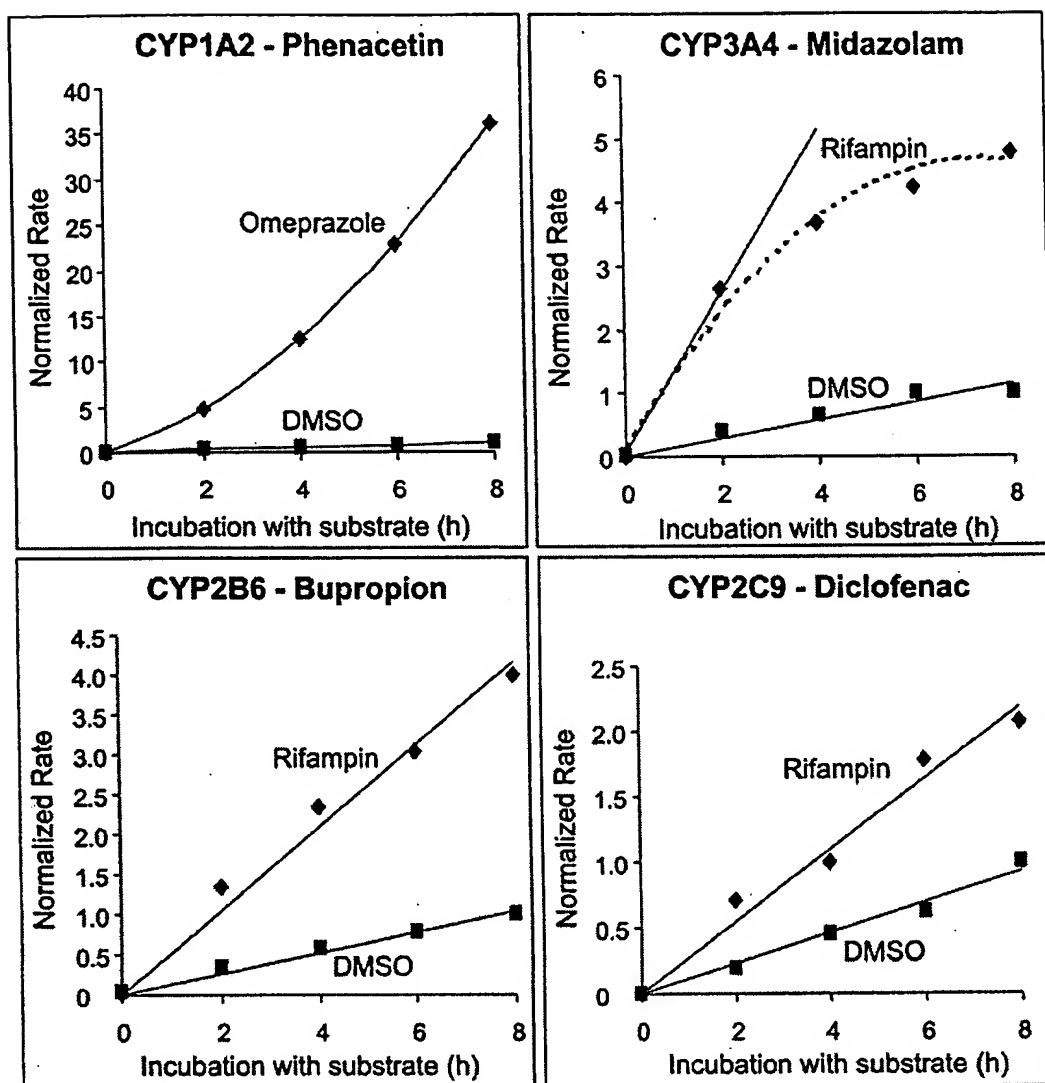 CYP1A2 - Phenacetin
40
35
30
25
20
15
10
5
0
Normalized Rate
Omeprazole
DMSO
0 2 4 6 8
Incubation with substrate (h)
CYP3A4 - Midazolam
6
5
4
3
2
1
0
Normalized Rate
Rifampin
DMSO
0 2 4 6 8
Incubation with substrate (h)
CYP2B6 - Bupropion
4.5
4.0
3.5
3.0
2.5
2.0
1.5
1.0
0.5
0
Normalized Rate
Rifampin
DMSO
0 2 4 6 8
Incubation with substrate (h)
CYP2C9 - Diclofenac
2.5
2.0
1.5
1.0
0.5
0
Normalized Rate
Rifampin
DMSO
0 2 4 6 8
Incubation with substrate (h)